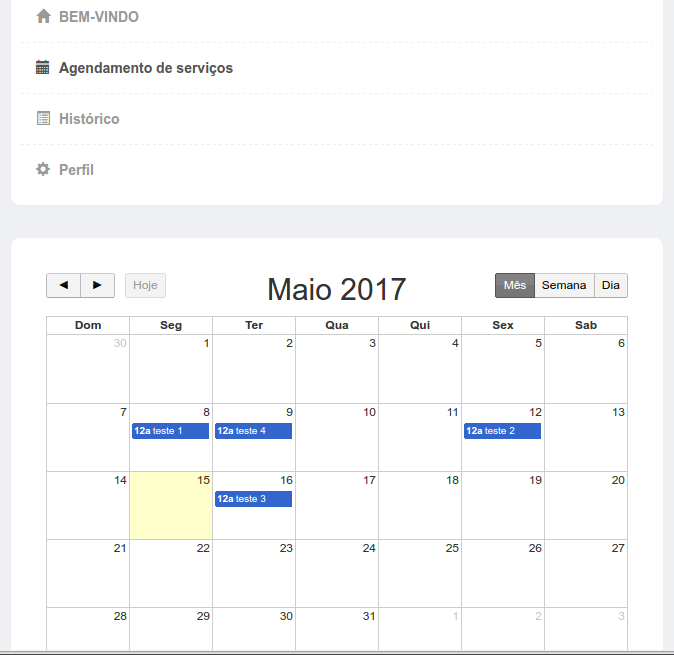 BEM-VINDO
Agendamento de serviços
Histórico
Perfil
◄ ► Hoje Maio 2017 Mês Semana Dia
Dom Seg Ter Qua Qui Sex Sab
30 1 2 3 4 5 6
7 8 9 10 11 12 13
12a teste 1 12a teste 4 12a teste 2
14 15 16 17 18 19 20
12a teste 3
21 22 23 24 25 26 27
28 29 30 31 1 2 3